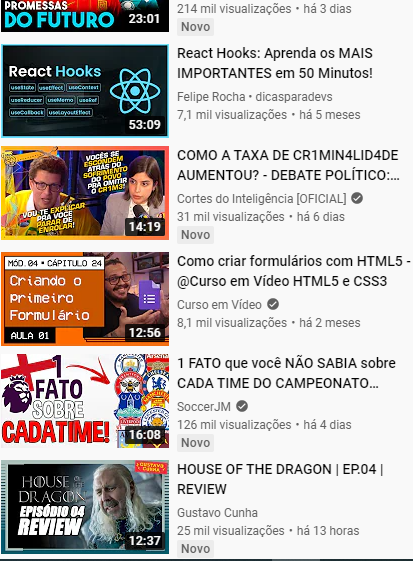 PROMESSAS
DO FUTURO
23:01
214 mil visualizações • há 3 dias
Novo
React Hooks
useState
useEffect
useContext
useReducer
useMemo
useRef
useCallback
useLayoutEffect
53:09
React Hooks: Aprenda os MAIS
IMPORTANTES em 50 Minutos!
Felipe Rocha • dicasparadevs
7,1 mil visualizações • há 5 meses
VOCÊS SE
ESCONDEM
ATRÁS DO
SOFRIMENTO
DO POVO
PRA OMITIR
O CR1M3!
VOU TE EXPLICAR
PRA VOCÊ
PARAR DE
ENROLAR!
14:19
COMO A TAXA DE CR1MIN4LID4DE
AUMENTOU? - DEBATE POLÍTICO:...
Cortes do Inteligência [OFICIAL]
31 mil visualizações • há 6 dias
Novo
MÓD.04 • CAPÍTULO 24
Criando o
primeiro
Formulário
AULA 01
12:56
Como criar formulários com HTML5 -
@Curso em Vídeo HTML5 e CSS3
Curso em Vídeo
8,1 mil visualizações • há 2 meses
1
FATO
SOBRE
CADA TIME!
16:08
1 FATO que você NÃO SABIA sobre
CADA TIME DO CAMPEONATO...
SoccerJM
126 mil visualizações • há 4 dias
Novo
GUSTAVO
CUNHA
HOUSE OF THE
DRAGON
EPISÓDIO 04
REVIEW
12:37
HOUSE OF THE DRAGON | EP.04 |
REVIEW
Gustavo Cunha
25 mil visualizações • há 13 horas
Novo